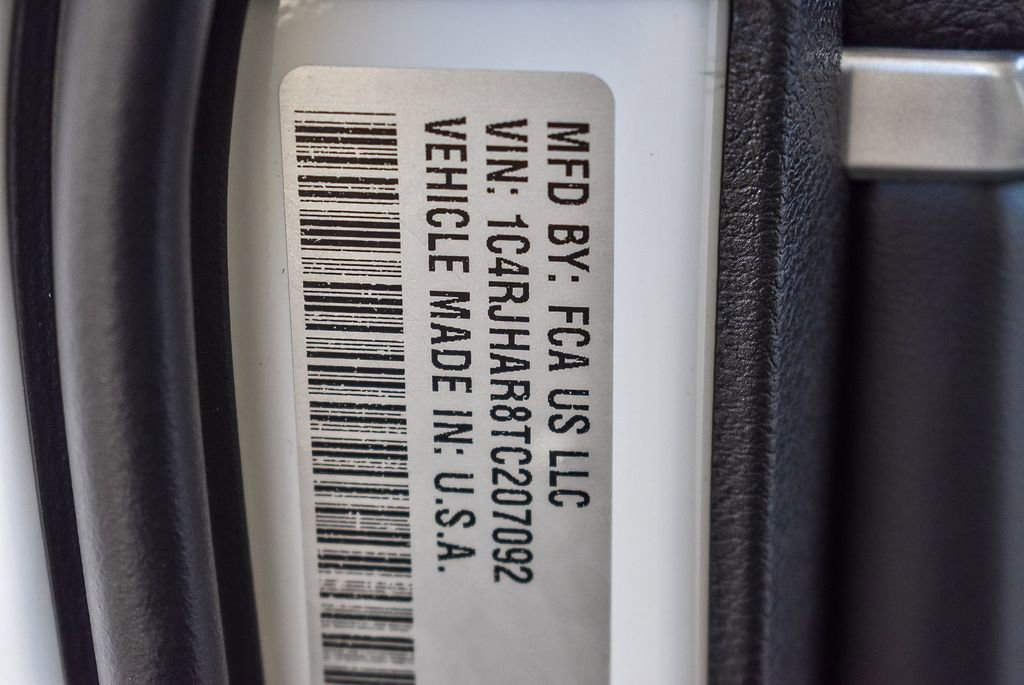 MFD BY: FCA US LLC
VIN: 1C4RJHAR8TC207092
VEHICLE MADE IN: U.S.A.